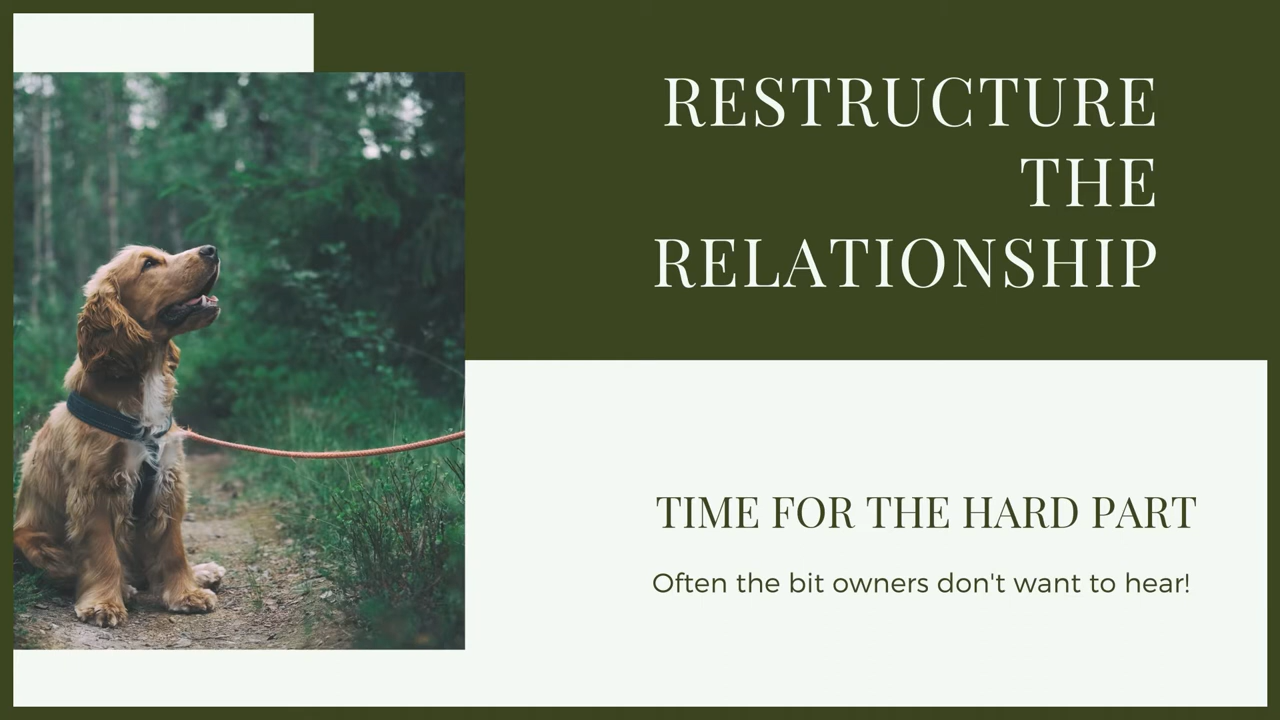 RESTRUCTURE
THE
RELATIONSHIP
TIME FOR THE HARD PART
Often the bit owners don't want to hear!